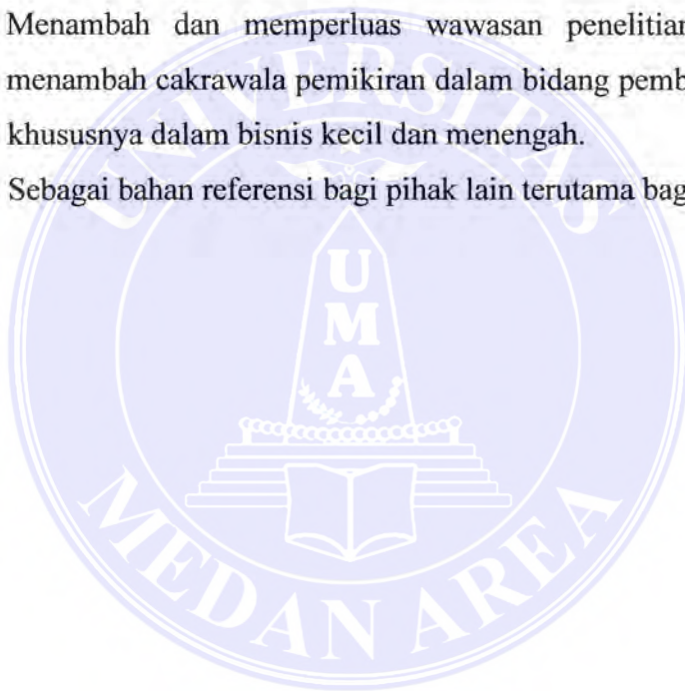 Menambah dan memperluas wawasan penelitian
menambah cakrawala pemikiran dalam bidang pemb
khususnya dalam bisnis kecil dan menengah.
Sebagai bahan referensi bagi pihak lain terutama bag
UNIVERSITAS
U
M
A
MEDAN AREA